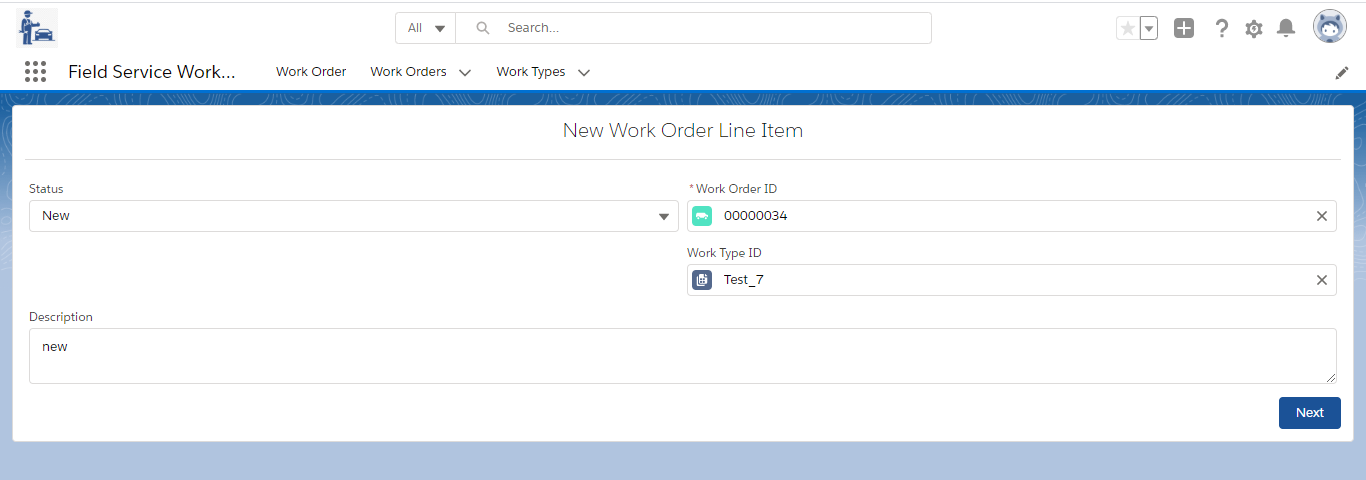 All
Search...
Field Service Work...
Work Order
Work Orders
Work Types
New Work Order Line Item
Status
*Work Order ID
New
00000034
Work Type ID
Test_7
Description
new
Next